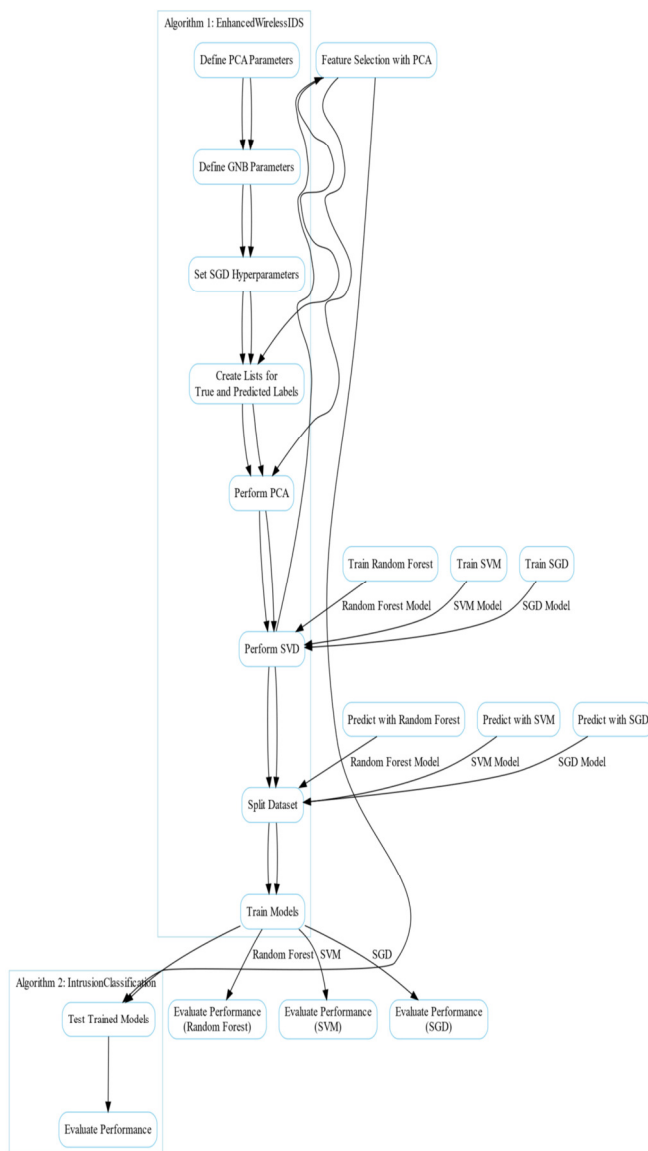 Algorithm 1: EnhancedWirelessIDS
Define PCA Parameters
Feature Selection with PCA
Define GNB Parameters
Set SGD Hyperparameters
Create Lists for
True and Predicted Labels
Perform PCA
Train Random Forest
Train SVM
Train SGD
Random Forest Model
SVM Model
SGD Model
Perform SVD
Predict with Random Forest
Predict with SVM
Predict with SGD
Random Forest Model
SVM Model
SGD Model
Split Dataset
Train Models
Random Forest
SVM
SGD
Algorithm 2: IntrusionClassification
Test Trained Models
Evaluate Performance
(Random Forest)
Evaluate Performance
(SVM)
Evaluate Performance
(SGD)
Evaluate Performance